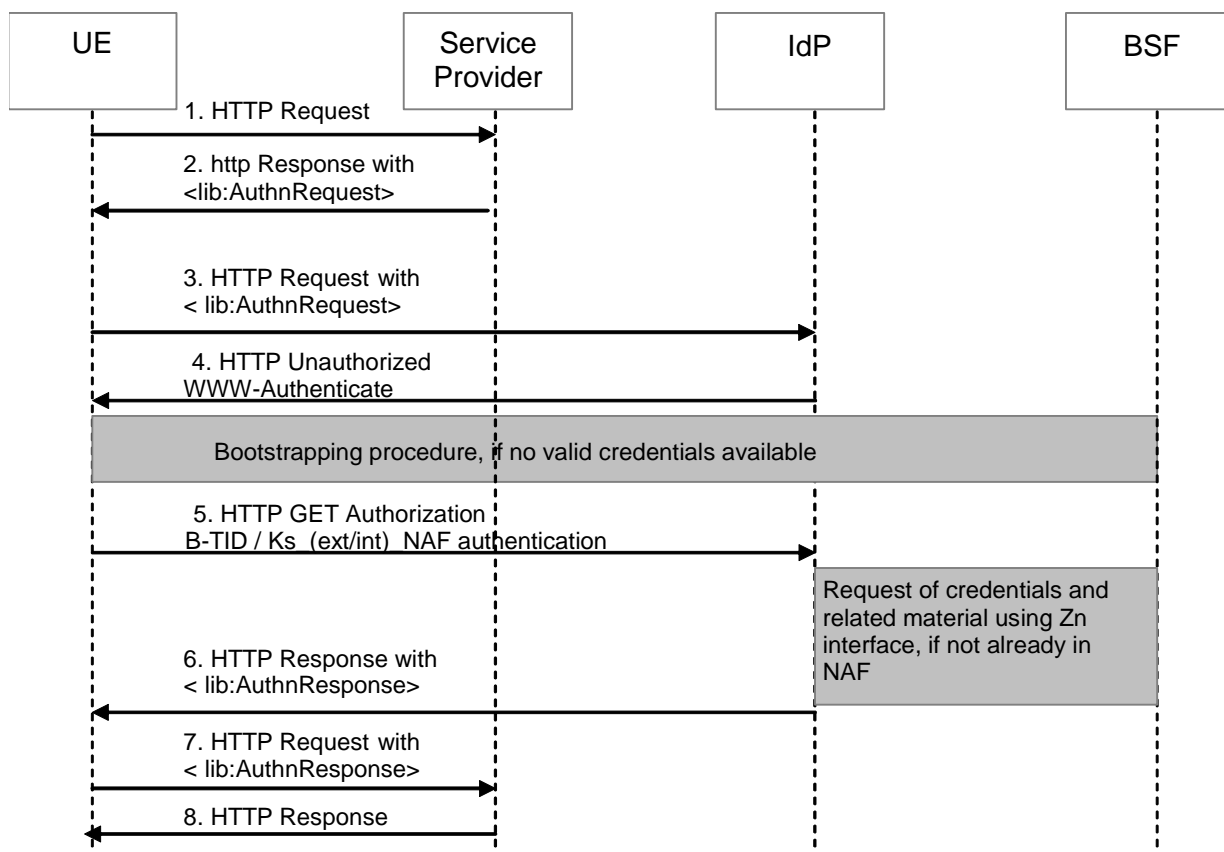 UE
Service
Provider
IdP
BSF
1. HTTP Request
2. http Response with
<lib:AuthnRequest>
3. HTTP Request with
< lib:AuthnRequest>
4. HTTP Unauthorized
WWW-Authenticate
Bootstrapping procedure, if no valid credentials available
5. HTTP GET Authorization
B-TID / Ks_(ext/int)_NAF authentication
Request of credentials and
related material using Zn
interface, if not already in
NAF
6. HTTP Response with
< lib:AuthnResponse>
7. HTTP Request with
< lib:AuthnResponse>
8. HTTP Response